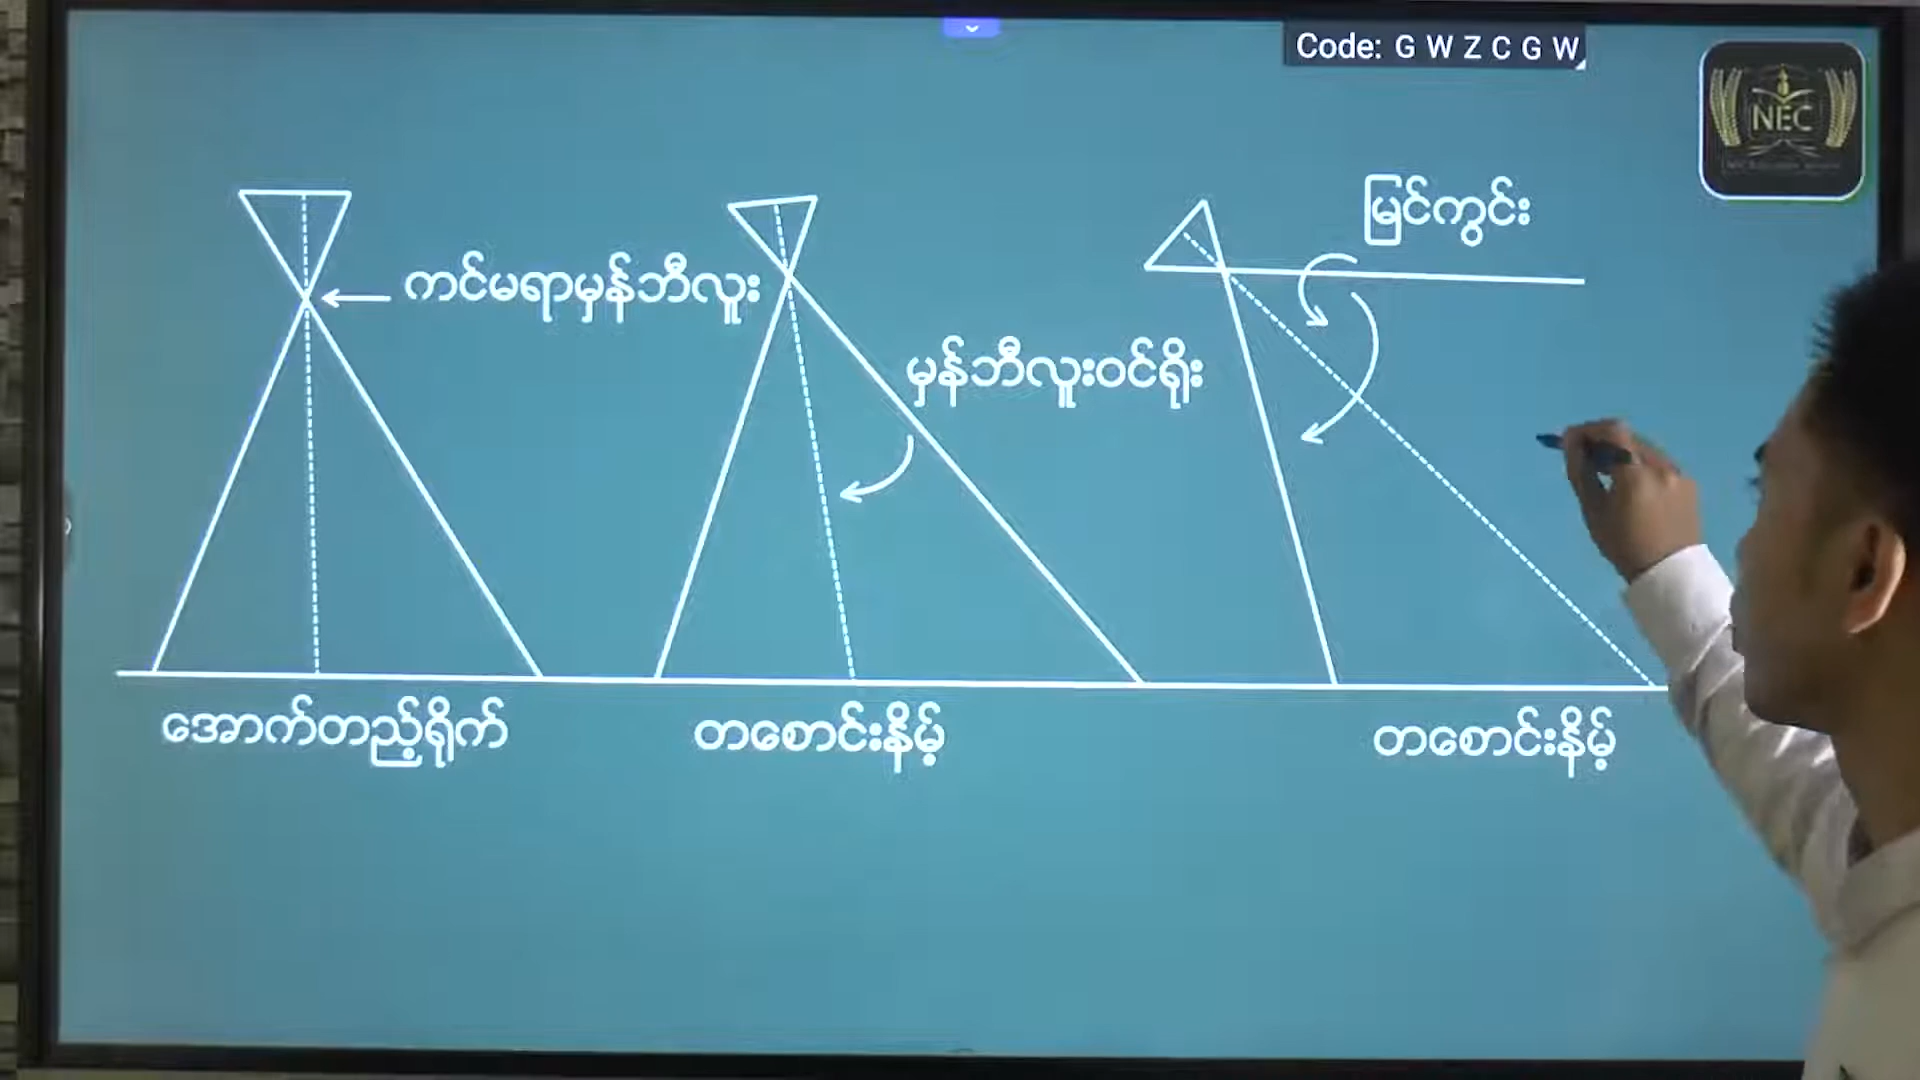 Code: G W Z C G W
NEC
မြင်ကွင်း
ကင်မရာမှန်ဘီလူး
မှန်ဘီလူးဝင်ရိုး
အောက်တည့်ရိုက်
တစောင်းနိမ့်
တစောင်းနိမ့်